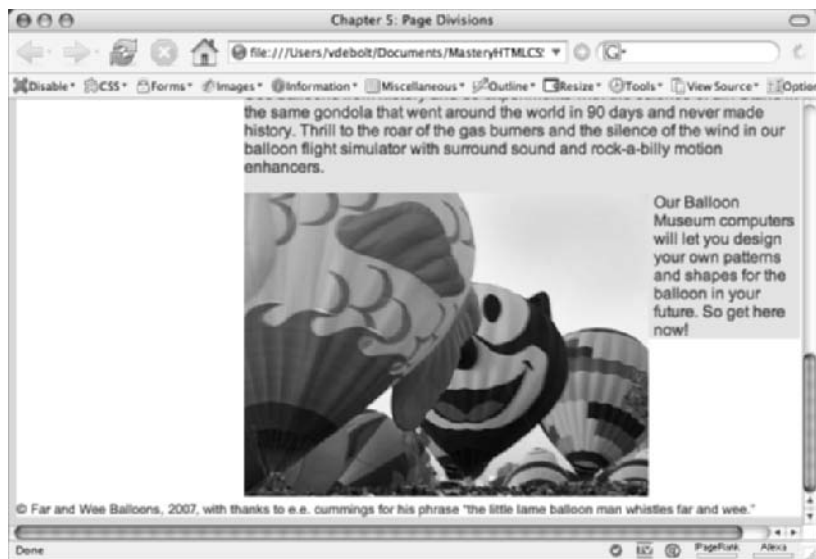 Chapter 5: Page Divisions
file:///Users/vdebolt/Documents/MasteryHTMLCS
G
Disable CSS Forms Images Information Miscellaneous Outline Resize Tools View Source Option
the same gondola that went around the world in 90 days and never made
history. Thrill to the roar of the gas burners and the silence of the wind in our
balloon flight simulator with surround sound and rock-a-billy motion
enhancers.
Our Balloon
Museum computers
will let you design
your own patterns
and shapes for the
balloon in your
future. So get here
now!
© Far and Wee Balloons, 2007, with thanks to e.e. cummings for his phrase "the little lame balloon man whistles far and wee."
Done
PageRank Alexa